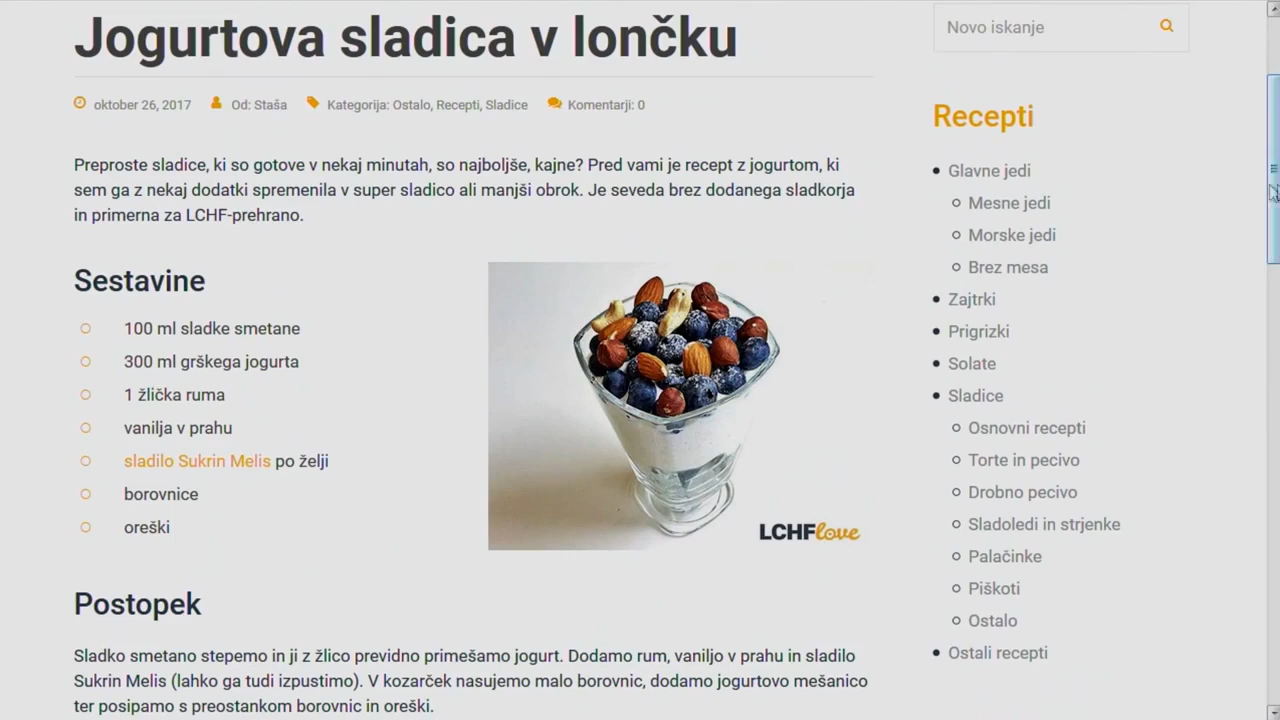 Jogurtova sladica v lončku
oktober 26, 2017 Od: Staša Kategorija: Ostalo, Recepti, Sladice Komentarji: 0
Preproste sladice, ki so gotove v nekaj minutah, so najboljše, kajne? Pred vami je recept z jogurtom, ki
sem ga z nekaj dodatki spremenila v super sladico ali manjši obrok. Je seveda brez dodanega sladkorja
in primerna za LCHF-prehrano.
Sestavine
100 ml sladke smetane
300 ml grškega jogurta
1 žlička ruma
vanilja v prahu
sladilo Sukrin Melis po želji
borovnice
oreški
LCHFlove
Postopek
Sladko smetano stepemo in ji z žlico previdno primešamo jogurt. Dodamo rum, vaniljo v prahu in sladilo
Sukrin Melis (lahko ga tudi izpustimo). V kozarček nasujemo malo borovnic, dodamo jogurtovo mešanico
ter posipamo s preostankom borovnic in oreški.
Novo iskanje
Recepti
Glavne jedi
Mesne jedi
Morske jedi
Brez mesa
Zajtrki
Prigrizki
Solate
Sladice
Osnovni recepti
Torte in pecivo
Drobno pecivo
Sladoledi in strjenke
Palačinke
Piškoti
Ostalo
Ostali recepti